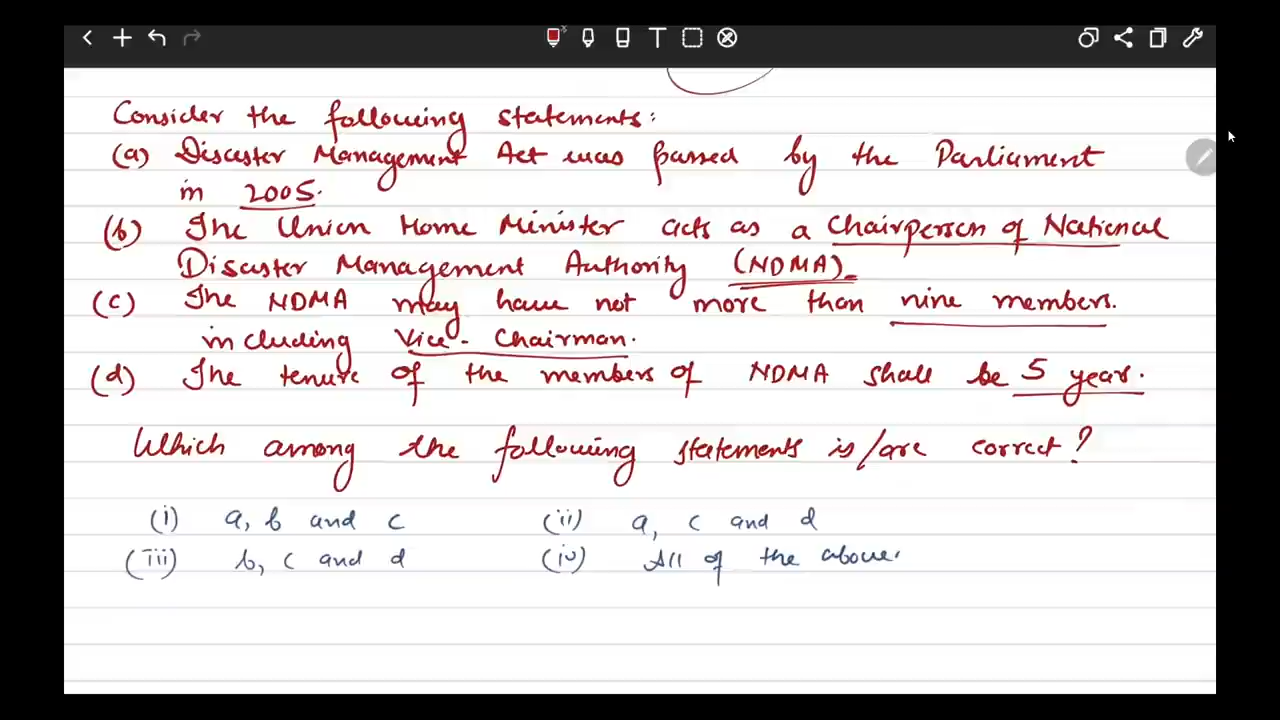 Consider the following statements:
(a) Disaster Management Act was passed by the Parliament
in 2005.
(b) The Union Home Minister acts as a Chairperson of National
Disaster Management Authority (NDMA).
(c) The NDMA may have not more than nine members.
including Vice-Chairman.
(d) The tenure of the members of NDMA shall be 5 year.
Which among the following statements is/are correct?
(i) a, b and c (ii) a, c and d
(iii) b, c and d (iv) All of the above.